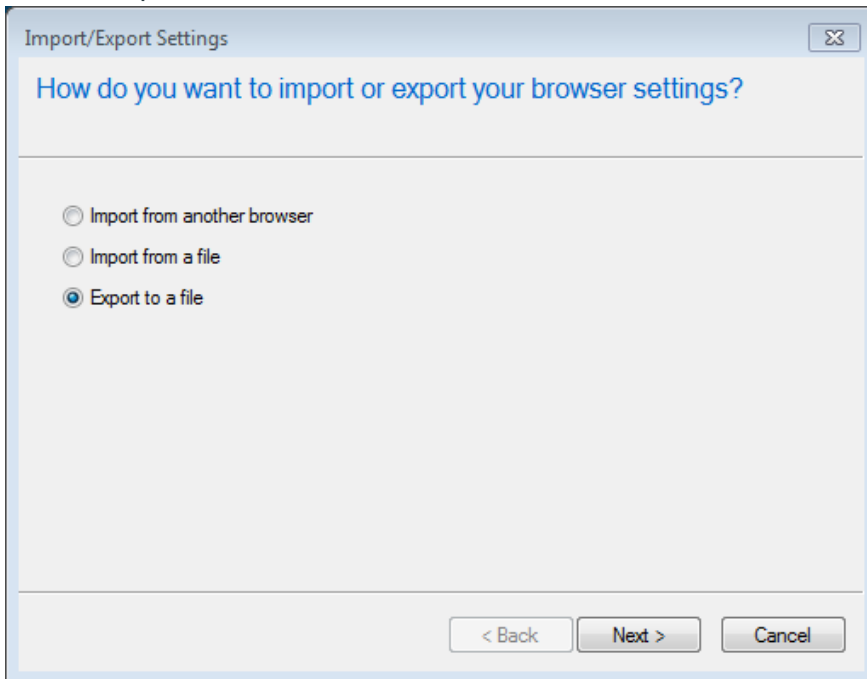 Import/Export Settings
How do you want to import or export your browser settings?
Import from another browser
Import from a file
Export to a file
< Back Next > Cancel